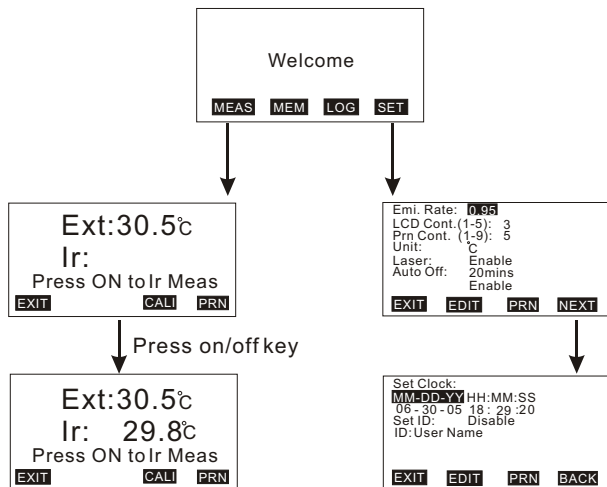 Welcome
MEAS MEM LOG SET
Ext:30.5℃
Ir:
Press ON to Ir Meas
EXIT CALI PRN
Press on/off key
Ext:30.5℃
Ir: 29.8℃
Press ON to Ir Meas
EXIT CALI PRN
Emi. Rate: 0.95
LCD Cont.(1-5): 3
Prn Cont. (1-9): 5
Unit: ℃
Laser: Enable
Auto Off: 20mins
Enable
EXIT EDIT PRN NEXT
Set Clock:
MM-DD-YY HH:MM:SS
06-30-05 18:29:20
Set ID: Disable
ID: User Name
EXIT EDIT PRN BACK